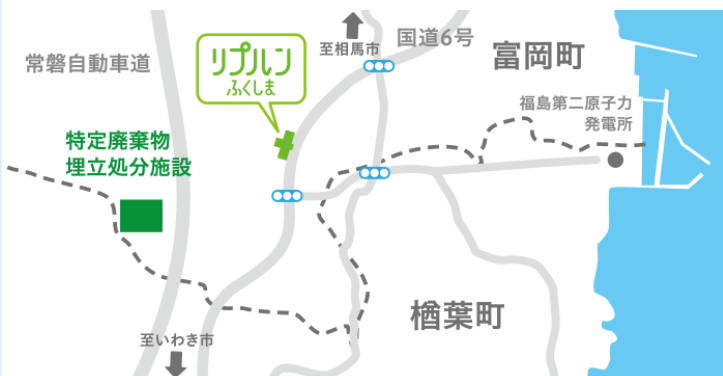 至相馬市
国道6号
常磐自動車道
リプルン
ふくしま
富岡町
福島第二原子力
発電所
特定廃棄物
埋立処分施設
楢葉町
至いわき市